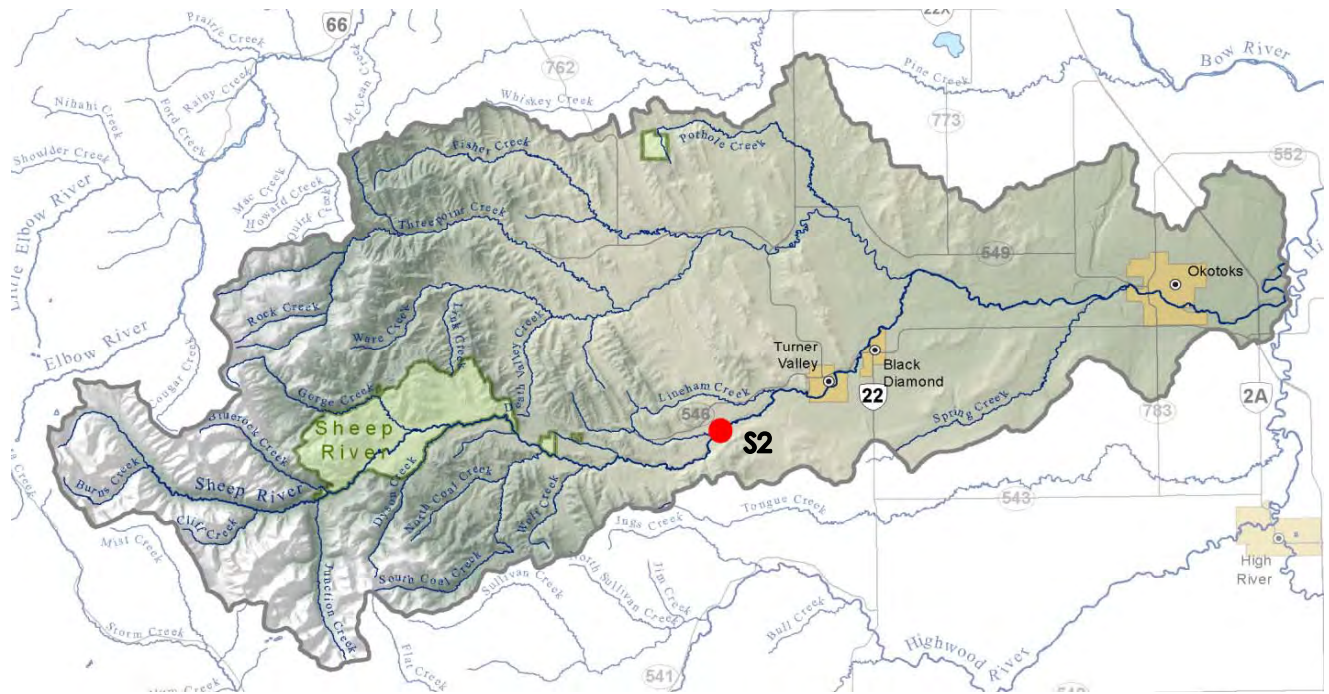 22X
66
Prairie Creek
Bow River
762
McLean Creek
Pine Creek
Rainy Creek
Ford Creek
Nihahi Creek
Whiskey Creek
773
Pothole Creek
Fisher Creek
Shoulder Creek
552
Mac Creek
Howard Creek
Quirk Creek
Threepoint Creek
Little Elbow River
549
Okotoks
Rock Creek
Link Creek
Ware Creek
Elbow River
Death Valley Creek
Turner
Valley
Black
Diamond
Cougar Creek
Gorge Creek
Lineham Creek
22
Spring Creek
783
2A
546
S2
Bluerock Creek
Sheep
River
Burns Creek
Sheep River
Dyson Creek
North Coal Creek
Wolf Creek
543
Tongue Creek
Cliff Creek
Mist Creek
ings Creek
High
River
Junction Creek
South Coal Creek
Sullivan Creek
North Sullivan Creek
Jim Creek
Bull Creek
Storm Creek
Flat Creek
Highwood
River
541